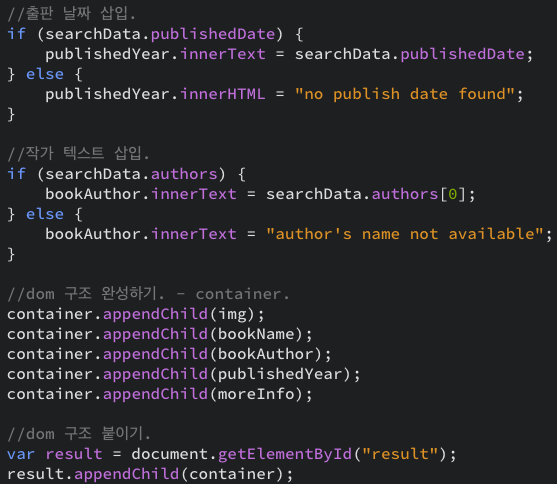 //출판 날짜 삽입.
if (searchData.publishedDate) {
    publishedYear.innerText = searchData.publishedDate;
} else {
    publishedYear.innerHTML = "no publish date found";
}

//작가 텍스트 삽입.
if (searchData.authors) {
    bookAuthor.innerText = searchData.authors[0];
} else {
    bookAuthor.innerText = "author's name not available";
}

//dom 구조 완성하기. - container.
container.appendChild(img);
container.appendChild(bookName);
container.appendChild(bookAuthor);
container.appendChild(publishedYear);
container.appendChild(moreInfo);

//dom 구조 붙이기.
var result = document.getElementById("result");
result.appendChild(container);